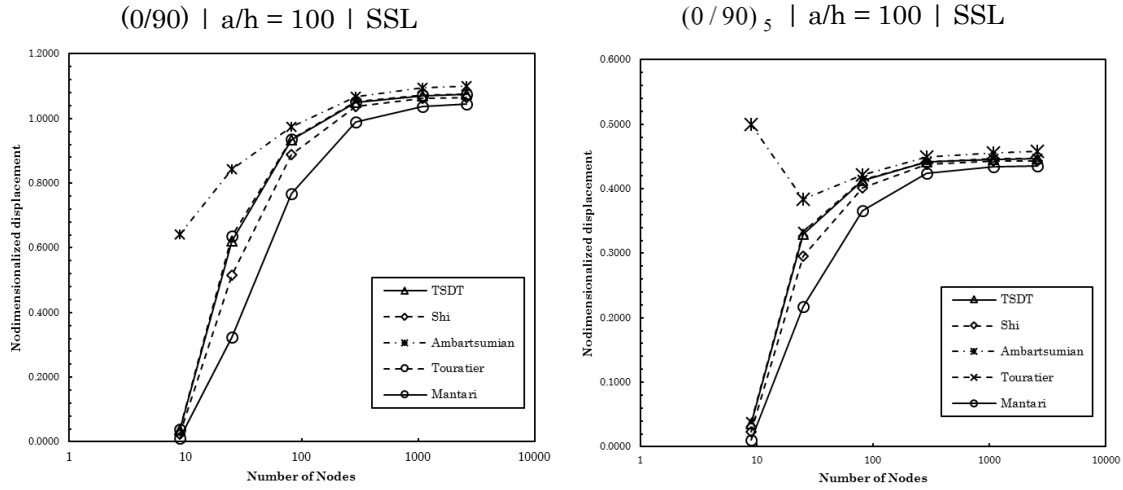 (0/90) | a/h = 100 | SSL
1.2000
1.0000
0.8000
0.6000
0.4000
0.2000
0.0000
1
10
100
1000
10000
Nodimensionalized displacement
Number of Nodes
TSDT
Shi
Ambartsumian
Touratier
Mantari
(0 / 90) 5 | a/h = 100 | SSL
0.6000
0.5000
0.4000
0.3000
0.2000
0.1000
0.0000
1
10
100
1000
10000
Nodimensionalized displacement
Number of Nodes
TSDT
Shi
Ambartsumian
Touratier
Mantari